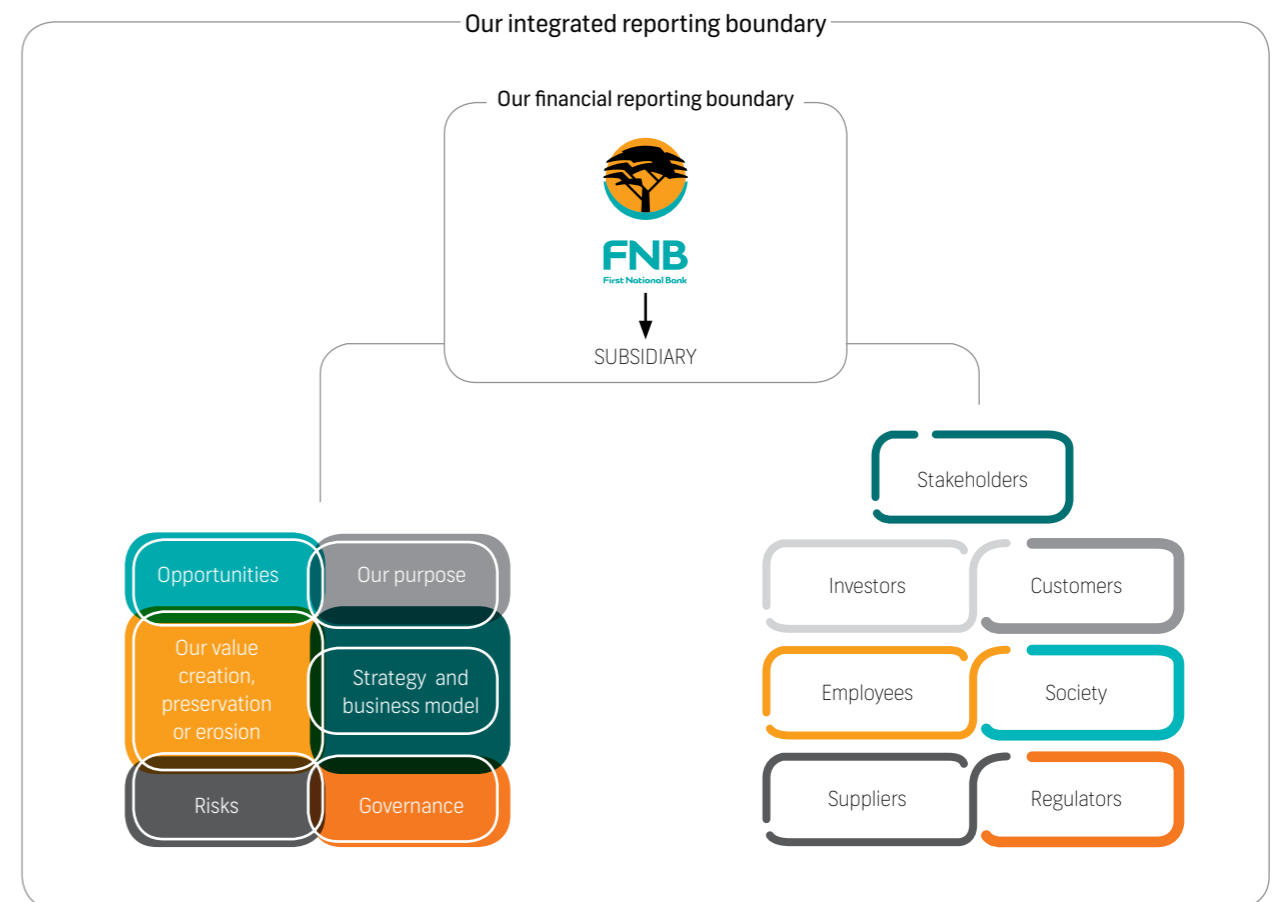 Our integrated reporting boundary
Our financial reporting boundary
FNB
First National Bank
SUBSIDIARY
Opportunities
Our purpose
Our value
creation,
preservation
or erosion
Strategy and
business model
Risks
Governance
Stakeholders
Investors
Customers
Employees
Society
Suppliers
Regulators